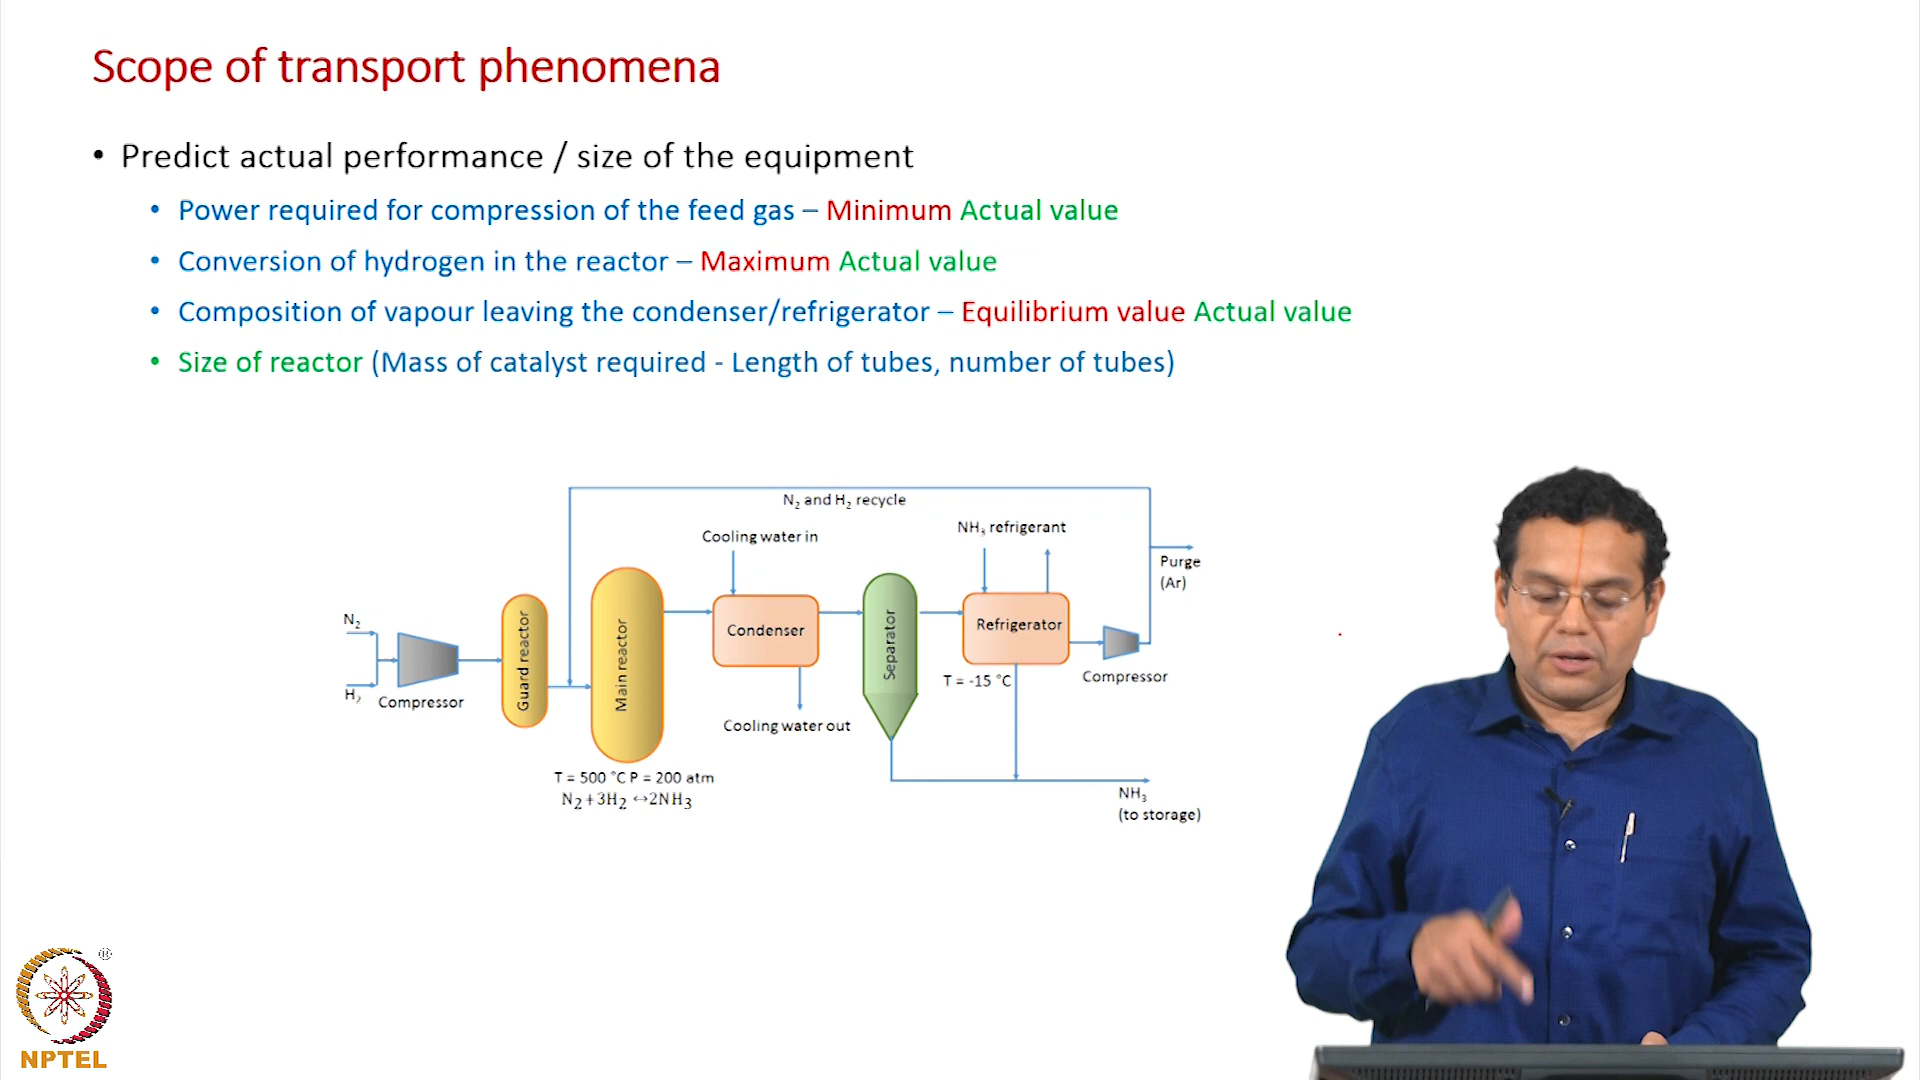 Scope of transport phenomena
• Predict actual performance / size of the equipment
• Power required for compression of the feed gas – Minimum Actual value
• Conversion of hydrogen in the reactor – Maximum Actual value
• Composition of vapour leaving the condenser/refrigerator – Equilibrium value Actual value
• Size of reactor (Mass of catalyst required - Length of tubes, number of tubes)
N₂ and H₂ recycle
Cooling water in
NH₃ refrigerant
Purge
(Ar)
N₂
H₂
Compressor
Guard reactor
Main reactor
Condenser
Separator
Refrigerator
T = -15 °C
Compressor
Cooling water out
T = 500 °C P = 200 atm
N₂+3H₂ ↔2NH₃
NH₃
(to storage)
®
NPTEL